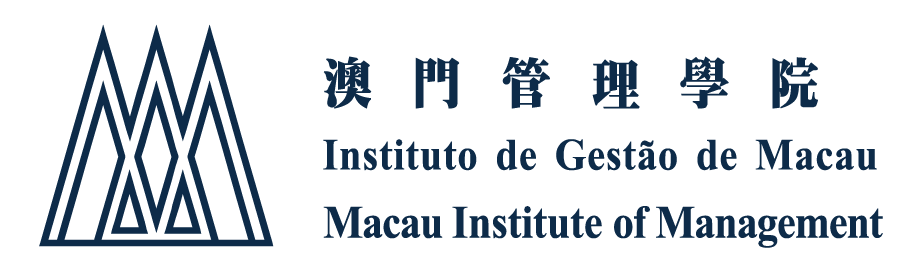 澳門管理學院
Instituto de Gestão de Macau
Macau Institute of Management